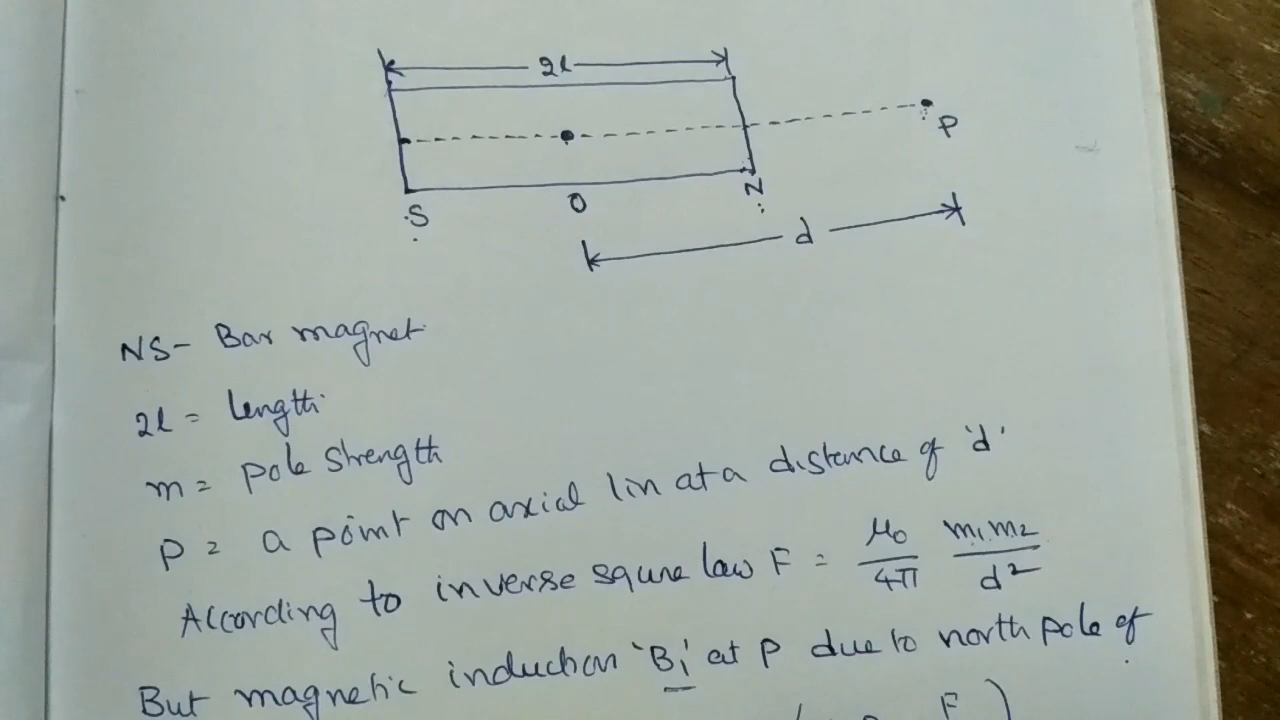 2l
P
S
O
N
d
NS- Bar magnet
2l = Length
m = pole strength
P = a point on axial lin at a distance of 'd'
According to inverse squre law F = μ₀/4π m₁m₂/d²
But magnetic induction 'B₁' at P due to north pole of
F